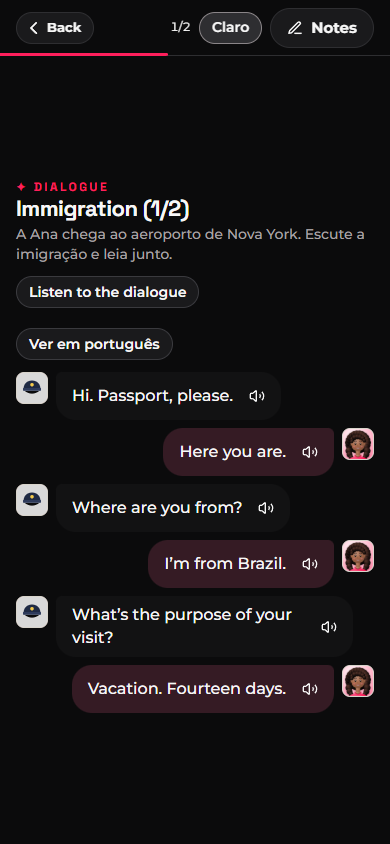 Back
1/2
Claro
Notes
DIALOGUE
Immigration (1/2)
A Ana chega ao aeroporto de Nova York. Escute a
imigração e leia junto.
Listen to the dialogue
Ver em português
Hi. Passport, please.
Here you are.
Where are you from?
I’m from Brazil.
What’s the purpose of your
visit?
Vacation. Fourteen days.